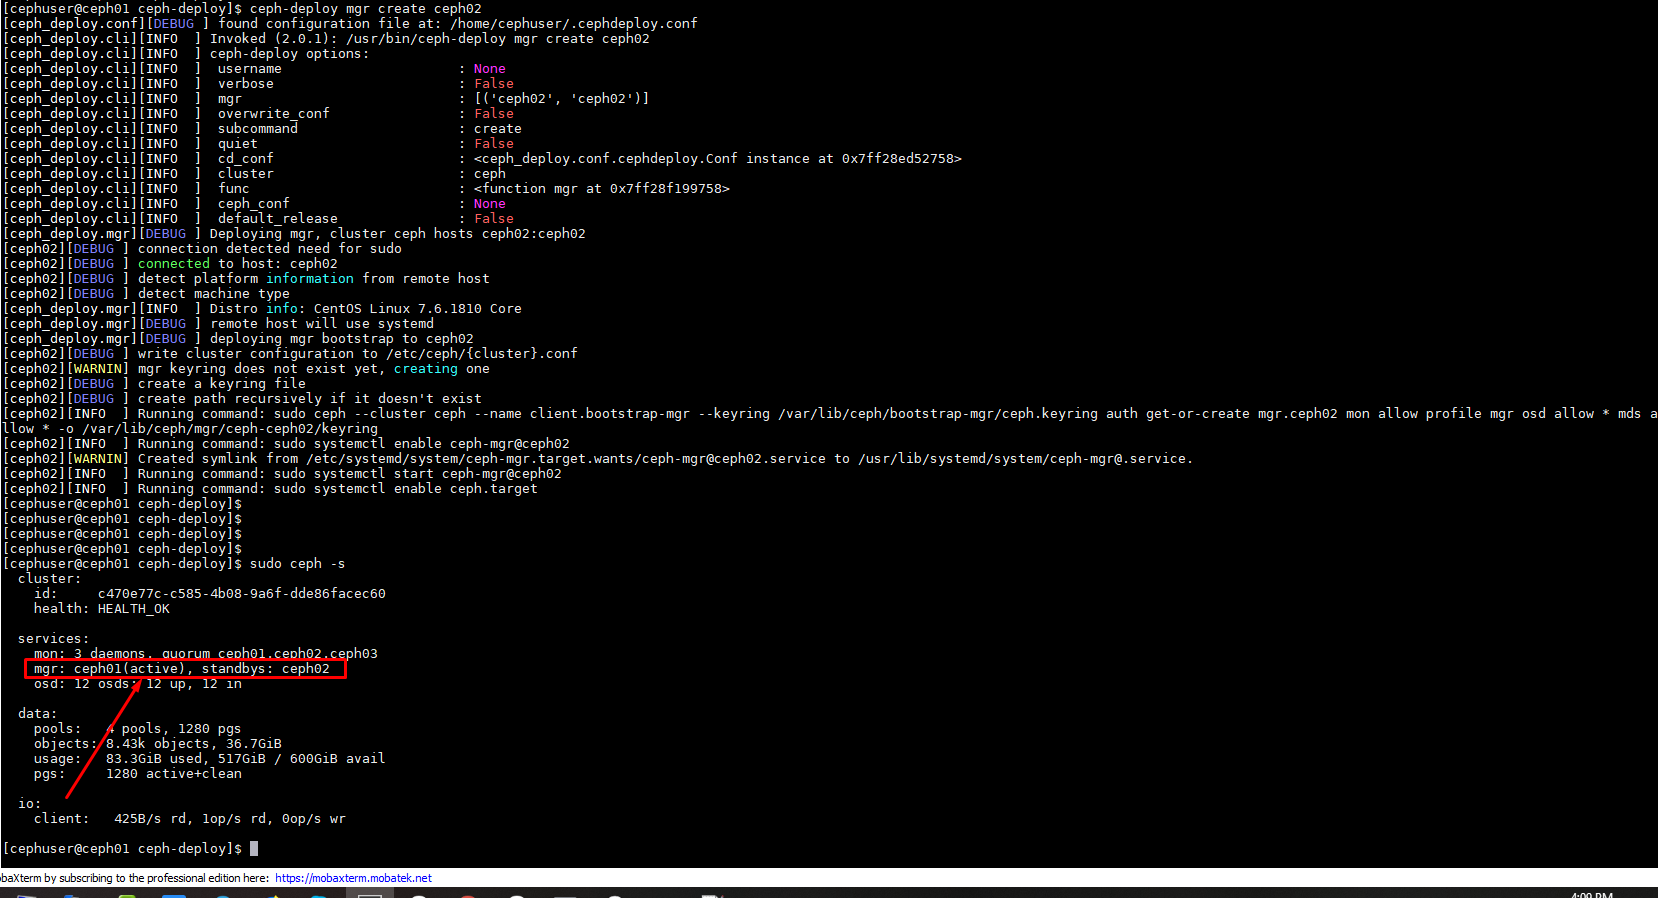 [cephuser@ceph01 ceph-deploy]$ ceph-deploy mgr create ceph02
[ceph_deploy.conf][DEBUG ] found configuration file at: /home/cephuser/.cephdeploy.conf
[ceph_deploy.cli][INFO  ] Invoked (2.0.1): /usr/bin/ceph-deploy mgr create ceph02
[ceph_deploy.cli][INFO  ] ceph-deploy options:
[ceph_deploy.cli][INFO  ]  username                      : None
[ceph_deploy.cli][INFO  ]  verbose                       : False
[ceph_deploy.cli][INFO  ]  mgr                           : [('ceph02', 'ceph02')]
[ceph_deploy.cli][INFO  ]  overwrite_conf                : False
[ceph_deploy.cli][INFO  ]  subcommand                    : create
[ceph_deploy.cli][INFO  ]  quiet                         : False
[ceph_deploy.cli][INFO  ]  cd_conf                       : <ceph_deploy.conf.cephdeploy.Conf instance at 0x7ff28ed52758>
[ceph_deploy.cli][INFO  ]  cluster                       : ceph
[ceph_deploy.cli][INFO  ]  func                          : <function mgr at 0x7ff28f199758>
[ceph_deploy.cli][INFO  ]  ceph_conf                     : None
[ceph_deploy.cli][INFO  ]  default_release               : False
[ceph_deploy.mgr][DEBUG ] Deploying mgr, cluster ceph hosts ceph02:ceph02
[ceph02][DEBUG ] connection detected need for sudo
[ceph02][DEBUG ] connected to host: ceph02
[ceph02][DEBUG ] detect platform information from remote host
[ceph02][DEBUG ] detect machine type
[ceph_deploy.mgr][INFO  ] Distro info: CentOS Linux 7.6.1810 Core
[ceph_deploy.mgr][DEBUG ] remote host will use systemd
[ceph_deploy.mgr][DEBUG ] deploying mgr bootstrap to ceph02
[ceph02][DEBUG ] write cluster configuration to /etc/ceph/{cluster}.conf
[ceph02][WARNIN] mgr keyring does not exist yet, creating one
[ceph02][DEBUG ] create a keyring file
[ceph02][DEBUG ] create path recursively if it doesn't exist
[ceph02][INFO  ] Running command: sudo ceph --cluster ceph --name client.bootstrap-mgr --keyring /var/lib/ceph/bootstrap-mgr/ceph.keyring auth get-or-create mgr.ceph02 mon allow profile mgr osd allow * mds a
llow * -o /var/lib/ceph/mgr/ceph-ceph02/keyring
[ceph02][INFO  ] Running command: sudo systemctl enable ceph-mgr@ceph02
[ceph02][WARNIN] Created symlink from /etc/systemd/system/ceph-mgr.target.wants/ceph-mgr@ceph02.service to /usr/lib/systemd/system/ceph-mgr@.service.
[ceph02][INFO  ] Running command: sudo systemctl start ceph-mgr@ceph02
[ceph02][INFO  ] Running command: sudo systemctl enable ceph.target
[cephuser@ceph01 ceph-deploy]$
[cephuser@ceph01 ceph-deploy]$
[cephuser@ceph01 ceph-deploy]$
[cephuser@ceph01 ceph-deploy]$
[cephuser@ceph01 ceph-deploy]$ sudo ceph -s
  cluster:
    id:     c470e77c-c585-4b08-9a6f-dde86facec60
    health: HEALTH_OK
  services:
    mon: 3 daemons, quorum ceph01,ceph02,ceph03
    mgr: ceph01(active), standbys: ceph02
    osd: 12 osds: 12 up, 12 in
  data:
    pools:   4 pools, 1280 pgs
    objects: 8.43k objects, 36.7GiB
    usage:   83.3GiB used, 517GiB / 600GiB avail
    pgs:     1280 active+clean
  io:
    client:   425B/s rd, 1op/s rd, 0op/s wr
[cephuser@ceph01 ceph-deploy]$
obaXterm by subscribing to the professional edition here: https://mobaxterm.mobatek.net
4:09 PM